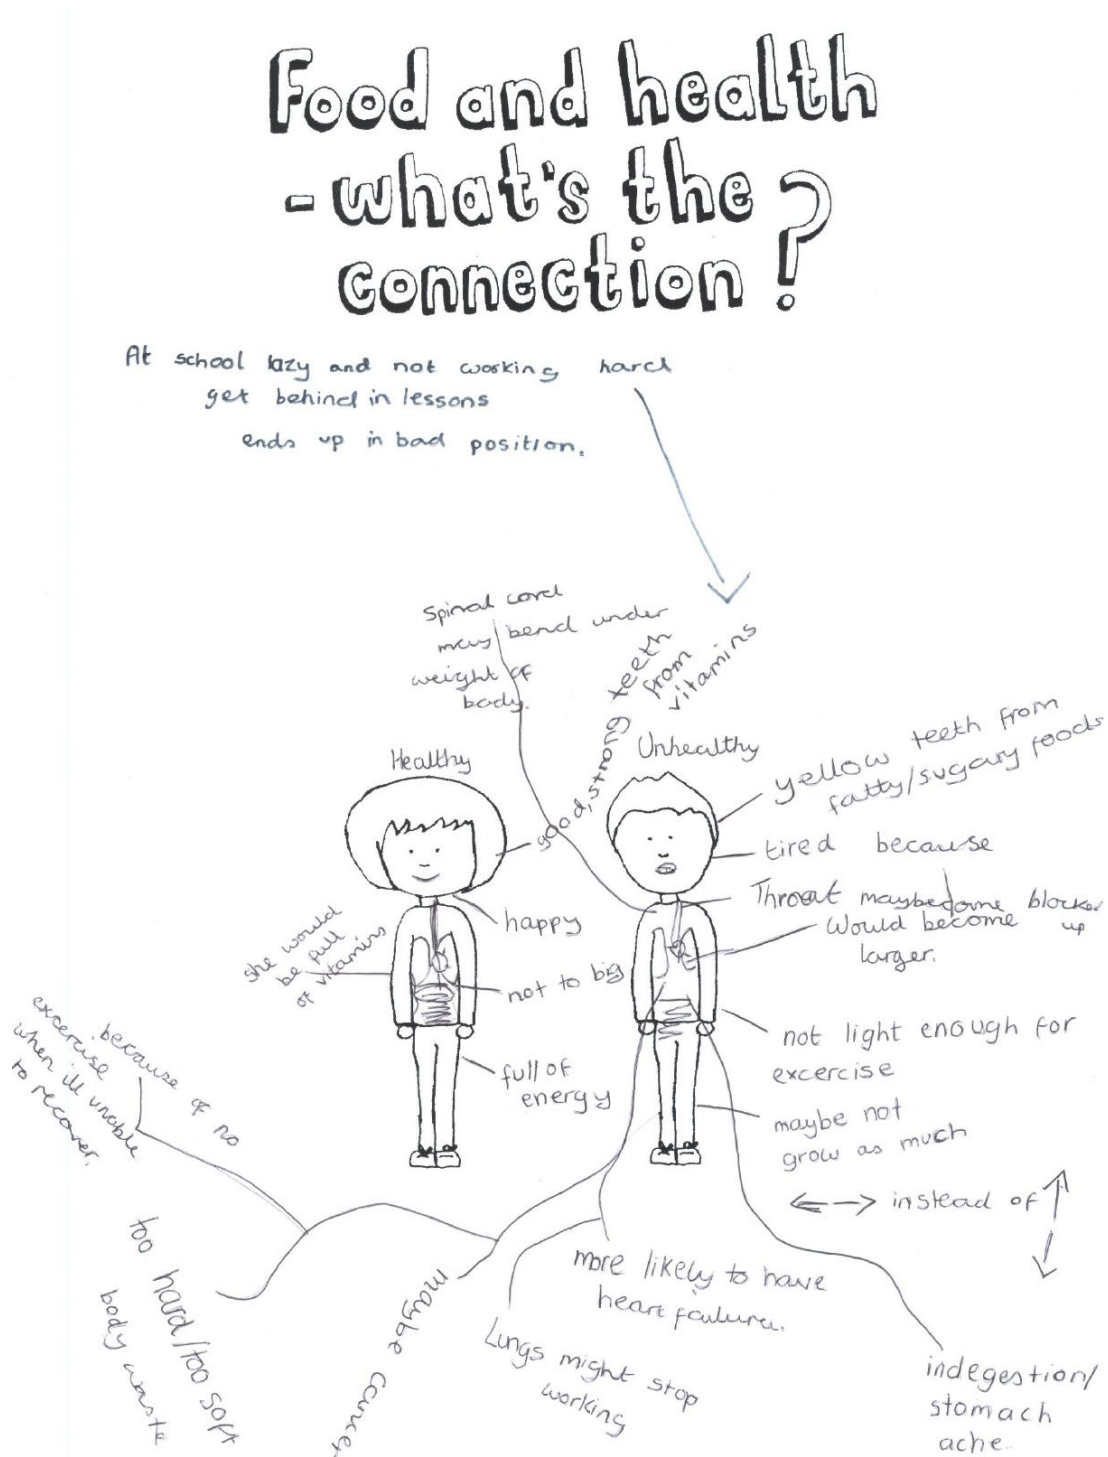 Food and health
- what's the
connection?
At school lazy and not working hard
get behind in lessons
ends up in bad position.
Spinal cord
may bend under
weight of
body.
good, strong teeth
from
vitamins
Healthy
Unhealthy
yellow teeth from
fatty/sugary foods
tired because
Throat maybe come blocked
up
Would become
larger.
happy
she would
be full
of vitamins
not to big
full of
energy
not light enough for
excercise
maybe not
grow as much
<--> instead of ↕
because of no
excercise
when ill unable
to recover.
too hard/too soft
body waste
maybe cancer
Lungs might stop
working
more likely to have
heart failure.
indegestion/
stomach
ache.